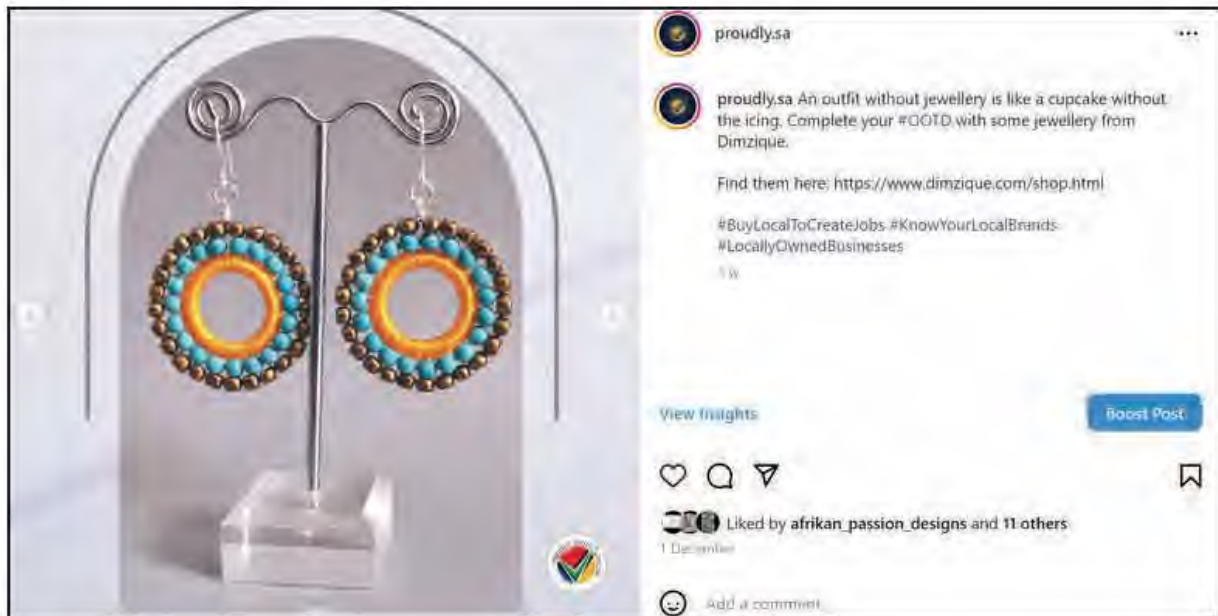 proudly.sa
proudly.sa An outfit without jewellery is like a cupcake without
the icing. Complete your #OOTD with some jewellery from
Dimzique.
Find them here: https://www.dimzique.com/shop.html
#BuyLocalToCreateJobs #KnowYourLocalBrands
#LocallyOwnedBusinesses
1 w
View Insights
Boost Post
Liked by afrikan_passion_designs and 11 others
1 December
Add a comment...